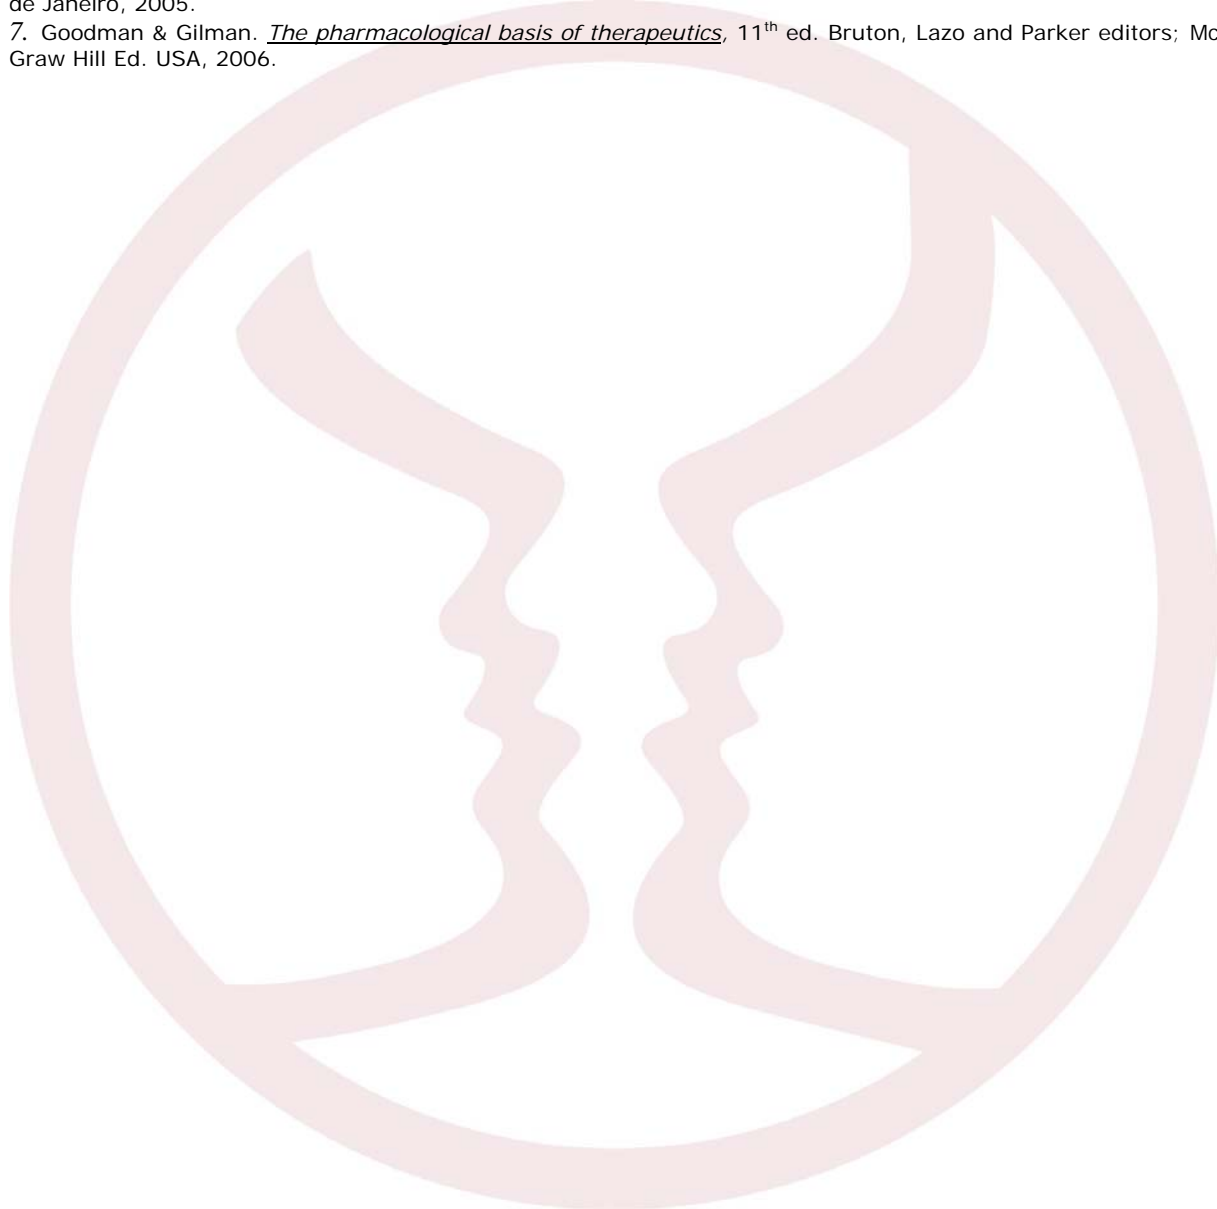 de Janeiro, 2005.
7. Goodman & Gilman. The pharmacological basis of therapeutics, 11th ed. Bruton, Lazo and Parker editors; Mc
Graw Hill Ed. USA, 2006.